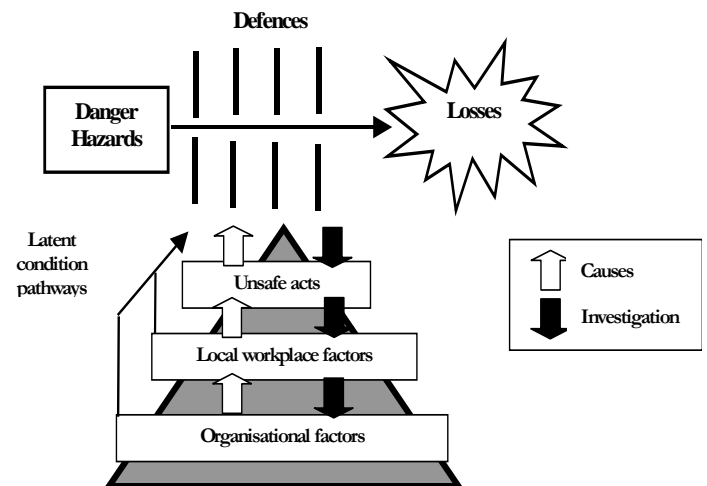 Defences
Danger
Hazards
Losses
Latent
condition
pathways
Unsafe acts
Causes
Investigation
Local workplace factors
Organisational factors